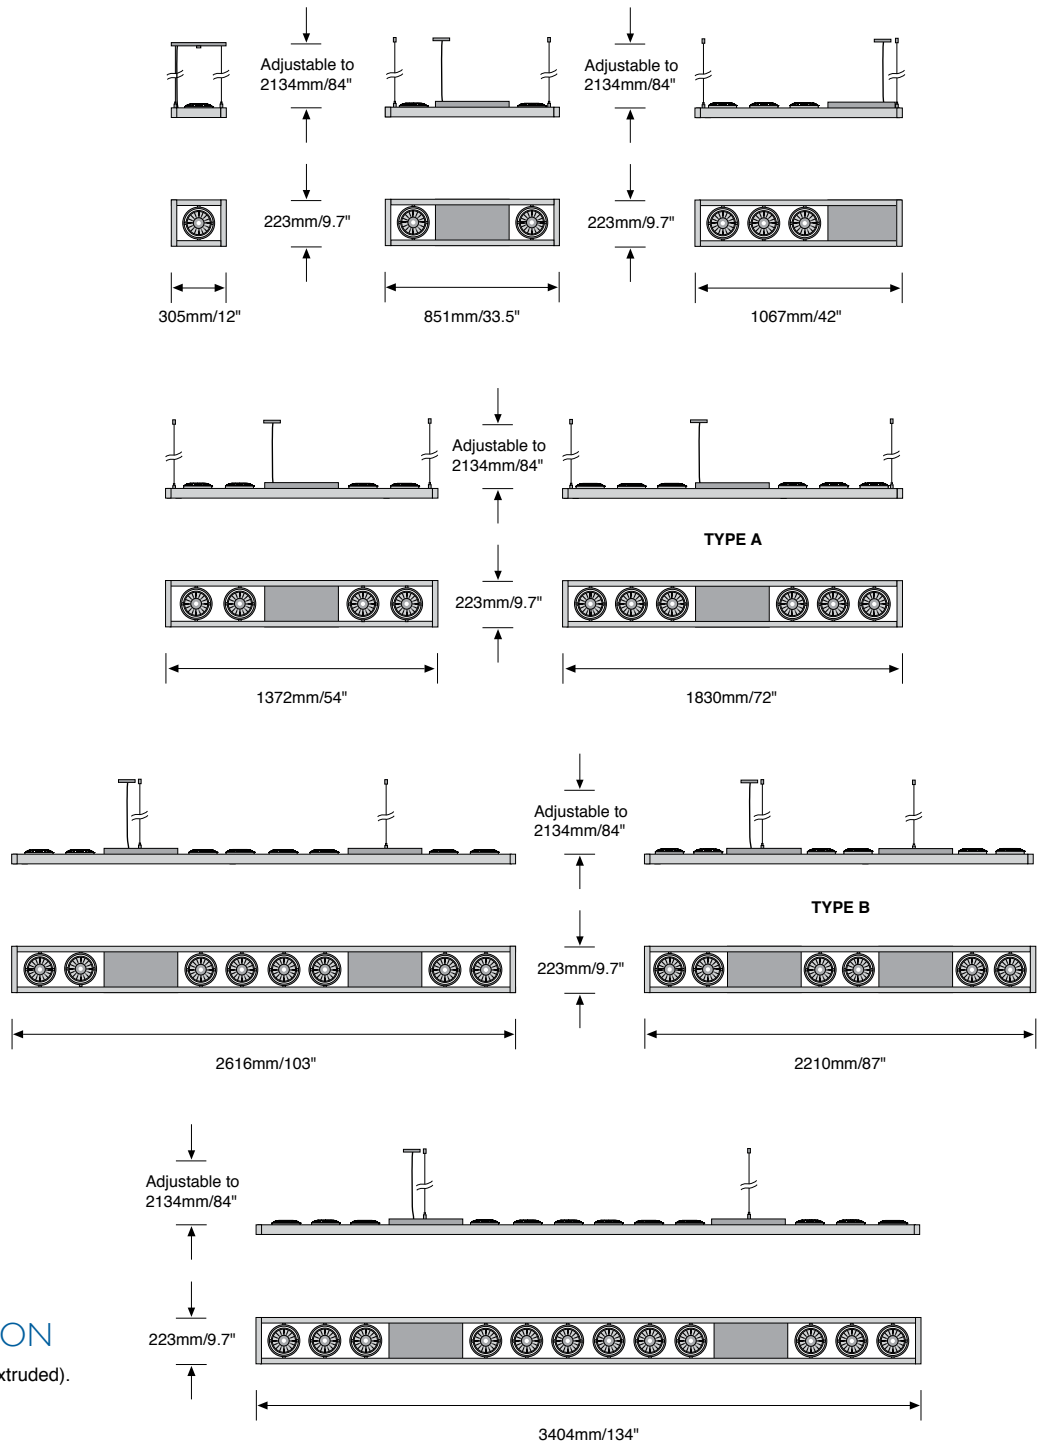 Adjustable to
2134mm/84"
Adjustable to
2134mm/84"
223mm/9.7"
223mm/9.7"
305mm/12"
851mm/33.5"
1067mm/42"
Adjustable to
2134mm/84"
TYPE A
223mm/9.7"
1372mm/54"
1830mm/72"
Adjustable to
2134mm/84"
TYPE B
223mm/9.7"
2616mm/103"
2210mm/87"
Adjustable to
2134mm/84"
223mm/9.7"
ON
xtruded).
3404mm/134"